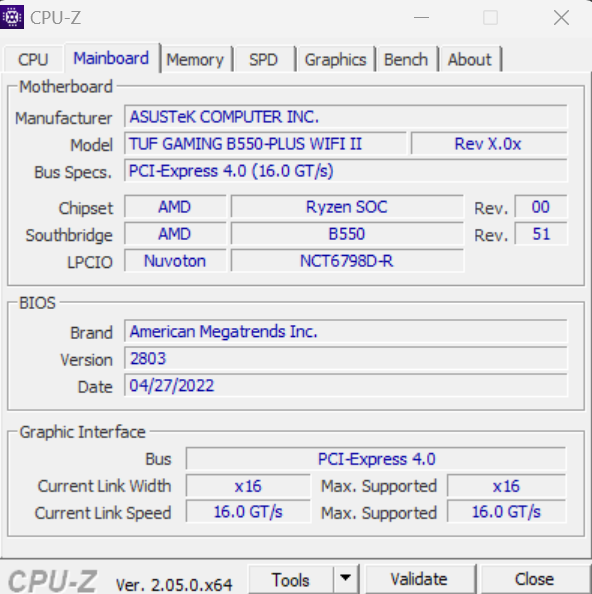 CPU-Z
CPU Mainboard Memory SPD Graphics Bench About
Motherboard
Manufacturer ASUSTeK COMPUTER INC.
Model TUF GAMING B550-PLUS WIFI II Rev X.0x
Bus Specs. PCI-Express 4.0 (16.0 GT/s)
Chipset AMD Ryzen SOC Rev. 00
Southbridge AMD B550 Rev. 51
LPCIO Nuvoton NCT6798D-R
BIOS
Brand American Megatrends Inc.
Version 2803
Date 04/27/2022
Graphic Interface
Bus PCI-Express 4.0
Current Link Width x16 Max. Supported x16
Current Link Speed 16.0 GT/s Max. Supported 16.0 GT/s
CPU-Z Ver. 2.05.0.x64 Tools Validate Close